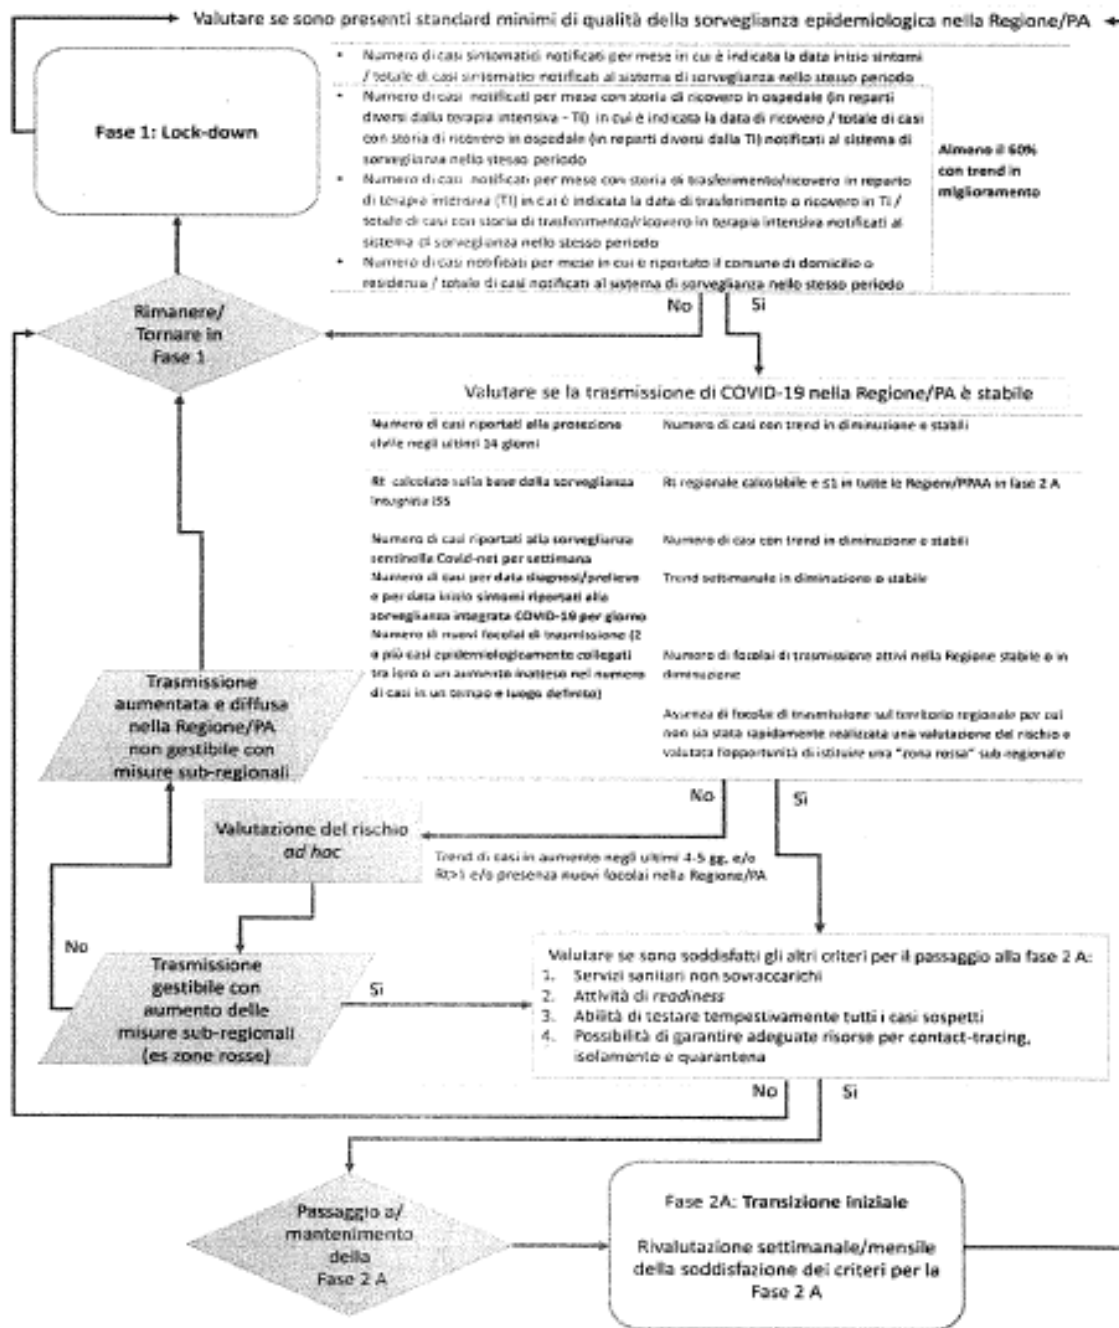 Valutare se sono presenti standard minimi di qualità della sorveglianza epidemiologica nella Regione/PA
Fase 1: Lock-down
• Numero di casi sintomatici notificati per mese in cui è indicata la data inizio sintomi
/ totale di casi sintomatici notificati al sistema di sorveglianza nello stesso periodo
• Numero di casi notificati per mese con storia di ricovero in ospedale (in reparti
diversi dalla terapia intensiva - TI) in cui è indicata la data di ricovero / totale di casi
con storia di ricovero in ospedale (in reparti diversi dalla TI) notificati al sistema di
sorveglianza nello stesso periodo
• Numero di casi notificati per mese con storia di trasferimento/ricovero in reparto
di terapia intensiva (TI) in cui è indicata la data di trasferimento o ricovero in TI /
totale di casi con storia di trasferimento/ricovero in terapia intensiva notificati al
sistema di sorveglianza nello stesso periodo
• Numero di casi notificati per mese in cui è riportato il comune di domicilio o
residenza / totale di casi notificati al sistema di sorveglianza nello stesso periodo
Almeno il 60%
con trend in
miglioramento
No
Si
Rimanere/
Tornare in
Fase 1
Valutare se la trasmissione di COVID-19 nella Regione/PA è stabile
Numero di casi riportati alla protezione
civile negli ultimi 14 giorni
Numero di casi con trend in diminuzione o stabili
Rt calcolato sulla base della sorveglianza
integrata ISS
Rt regionale calcolabile e ≤1 in tutte le Regioni/PPAA in fase 2 A
Numero di casi riportati alla sorveglianza
sentinella Covid-net per settimana
Numero di casi con trend in diminuzione o stabili
Numero di casi per data diagnosi/prelievo
e per data inizio sintomi riportati alla
sorveglianza integrata COVID-19 per giorno
Trend settimanale in diminuzione o stabile
Numero di nuovi focolai di trasmissione (2
o più casi epidemiologicamente collegati
tra loro o un aumento inatteso nel numero
di casi in un tempo e luogo definito)
Numero di focolai di trasmissione attivi nella Regione stabile o in
diminuzione
Assenza di focolai di trasmissione sul territorio regionale per cui
non sia stata rapidamente realizzata una valutazione del rischio e
valutata l'opportunità di istituire una "zona rossa" sub-regionale
Trasmissione
aumentata e diffusa
nella Regione/PA
non gestibile con
misure sub-regionali
No
Si
Valutazione del rischio
ad hoc
Trend di casi in aumento negli ultimi 4-5 gg, e/o
Rt>1 e/o presenza nuovi focolai nella Regione/PA
No
Trasmissione
gestibile con
aumento delle
misure sub-regionali
(es zone rosse)
Si
Valutare se sono soddisfatti gli altri criteri per il passaggio alla fase 2 A:
1. Servizi sanitari non sovraccarichi
2. Attività di readiness
3. Abilità di testare tempestivamente tutti i casi sospetti
4. Possibilità di garantire adeguate risorse per contact-tracing,
isolamento e quarantena
No
Si
Passaggio a/
mantenimento
della
Fase 2 A
Fase 2A: Transizione iniziale
Rivalutazione settimanale/mensile
della soddisfazione dei criteri per la
Fase 2 A